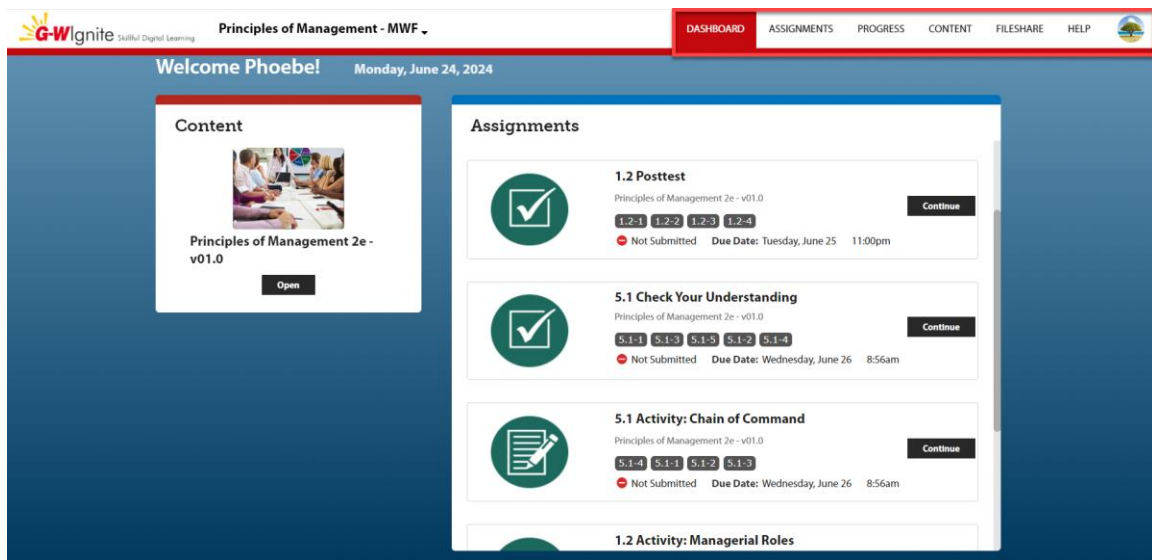 G-WIgnite Skillful Digital Learning
Principles of Management - MWF
DASHBOARD ASSIGNMENTS PROGRESS CONTENT FILESHARE HELP
Welcome Phoebe! Monday, June 24, 2024
Content
Principles of Management 2e -
v01.0
Open
Assignments
1.2 Posttest
Principles of Management 2e - v01.0
1.2-1 1.2-2 1.2-3 1.2-4
Not Submitted Due Date: Tuesday, June 25 11:00pm
Continue
5.1 Check Your Understanding
Principles of Management 2e - v01.0
5.1-1 5.1-3 5.1-5 5.1-2 5.1-4
Not Submitted Due Date: Wednesday, June 26 8:56am
Continue
5.1 Activity: Chain of Command
Principles of Management 2e - v01.0
5.1-4 5.1-1 5.1-2 5.1-3
Not Submitted Due Date: Wednesday, June 26 8:56am
Continue
1.2 Activity: Managerial Roles